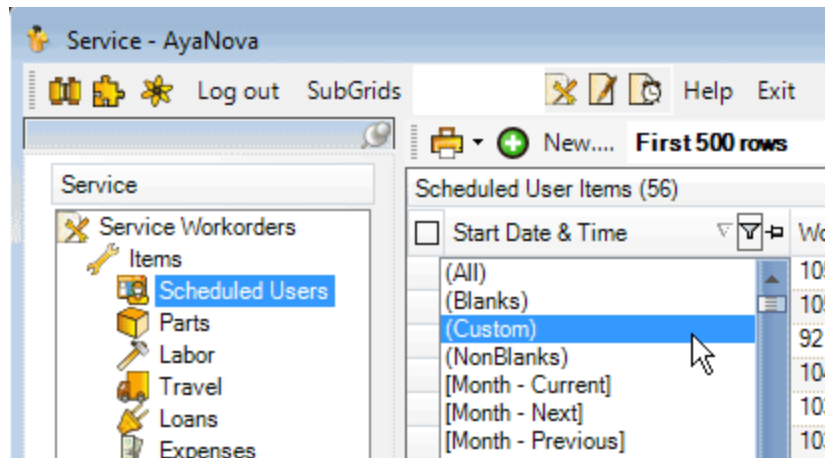 Service - AyaNova
Log out SubGrids Help Exit
New.... First 500 rows
Service
Scheduled User Items (56)
Service Workorders
Start Date & Time
Items
(All)
Scheduled Users
(Blanks)
Parts
(Custom)
92
Labor
(NonBlanks)
Travel
[Month - Current]
Loans
[Month - Next]
Expenses
[Month - Previous]